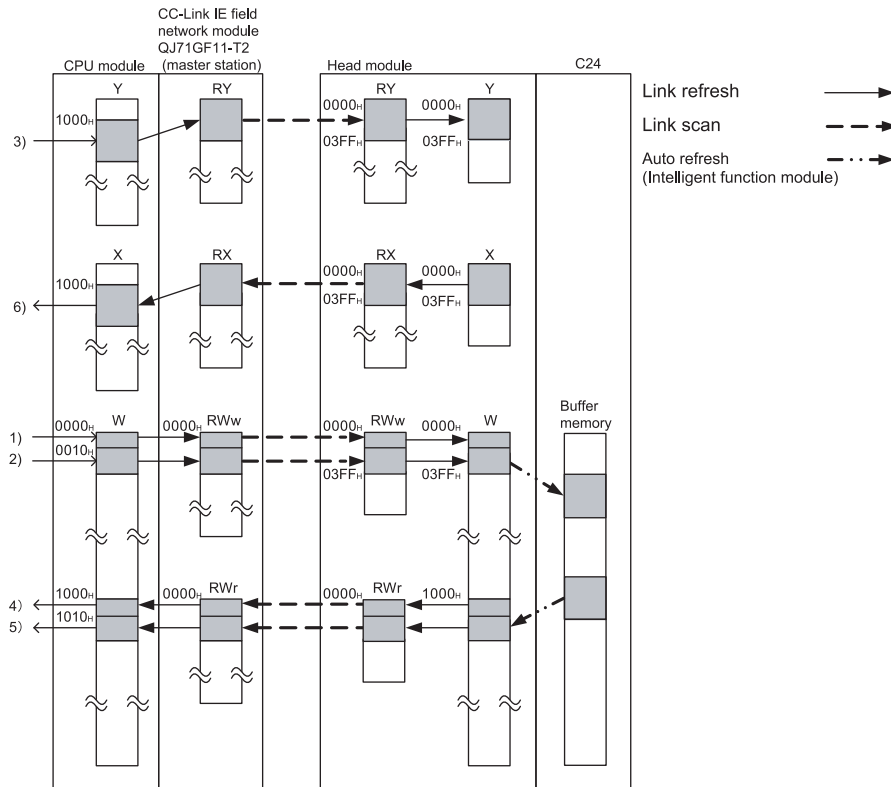 CC-Link IE field
network module
QJ71GF11-T2
(master station)
CPU module
Head module
C24
Link refresh
Link scan
Auto refresh
(Intelligent function module)
Y
RY
RY
Y
3)
1000H
0000H
0000H
03FFH
03FFH
X
RX
RX
X
6)
1000H
0000H
0000H
03FFH
03FFH
W
RWw
RWw
W
Buffer
memory
1)
0000H
0000H
0000H
0000H
2)
0010H
03FFH
03FFH
RWr
RWr
4)
1000H
0000H
0000H
1000H
5)
1010H